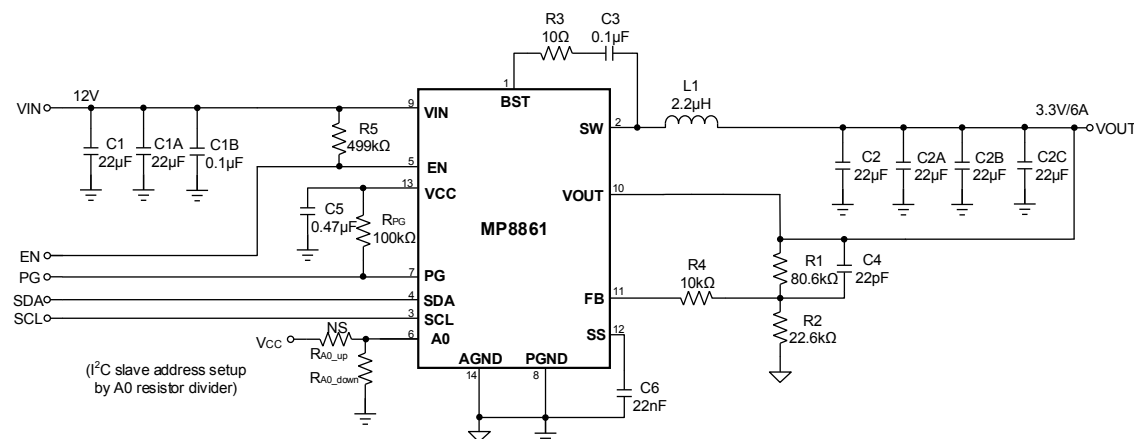 R3
10Ω
C3
0.1µF
1
BST
VIN
12V
9
VIN
L1
2.2µH
SW
2
3.3V/6A
VOUT
C1
22µF
C1A
22µF
C1B
0.1µF
R5
499kΩ
5
EN
C2
22µF
C2A
22µF
C2B
22µF
C2C
22µF
13
VCC
VOUT
10
C5
0.47µF
RPG
100kΩ
MP8861
EN
PG
7
PG
R4
10kΩ
R1
80.6kΩ
C4
22pF
SDA
4
SDA
FB
11
SCL
3
SCL
R2
22.6kΩ
VCC
NS
6
A0
SS
12
RA0_up
RA0_down
(I²C slave address setup
by A0 resistor divider)
AGND
14
PGND
8
C6
22nF